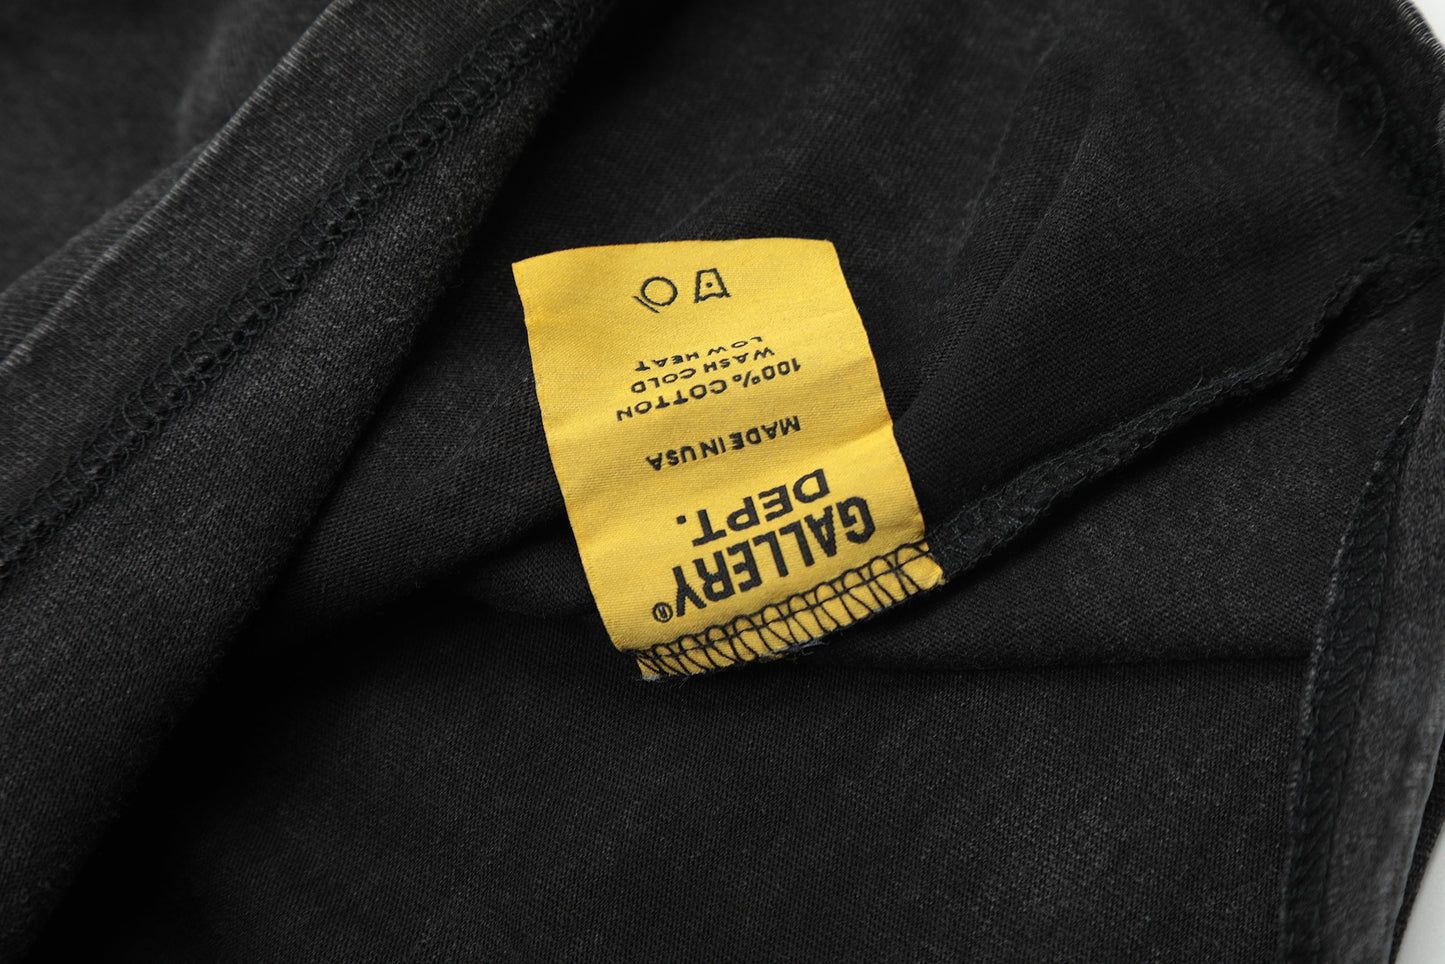 GALLERY®
DEPT.
MADE IN USA
100% COTTON
WASH COLD
LOW HEAT